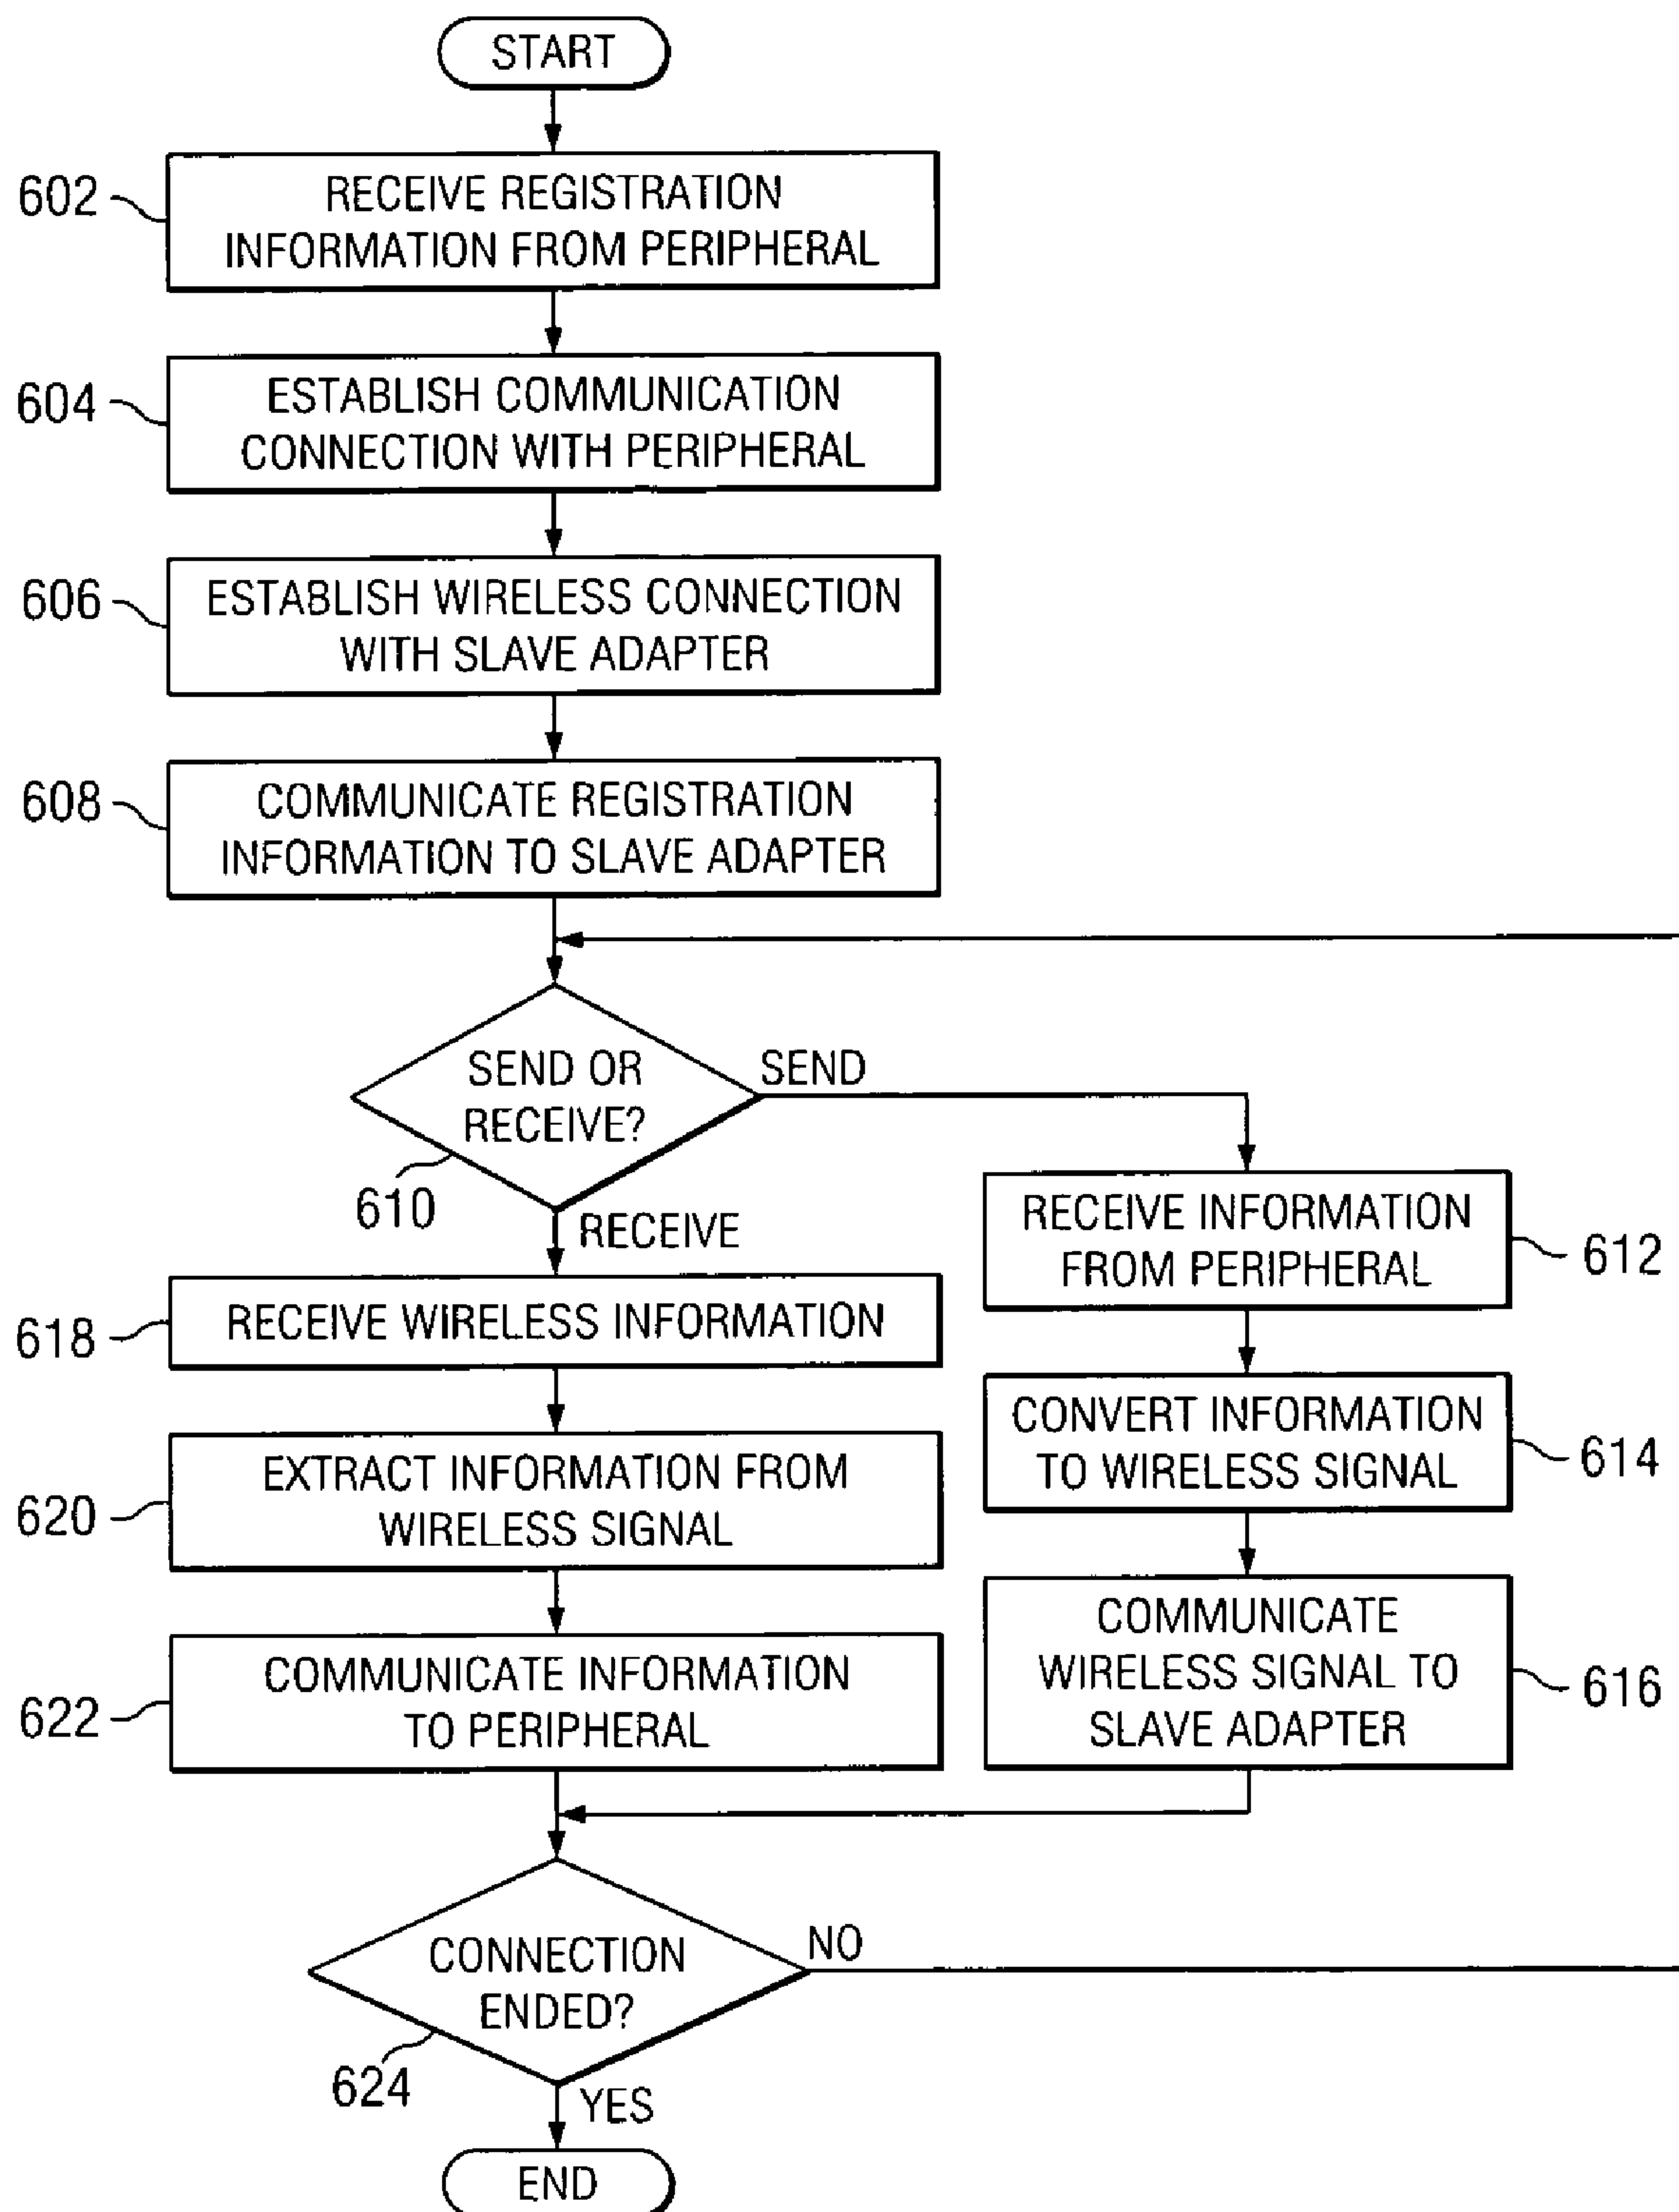 START
602
RECEIVE REGISTRATION
INFORMATION FROM PERIPHERAL
604
ESTABLISH COMMUNICATION
CONNECTION WITH PERIPHERAL
606
ESTABLISH WIRELESS CONNECTION
WITH SLAVE ADAPTER
608
COMMUNICATE REGISTRATION
INFORMATION TO SLAVE ADAPTER
SEND OR
RECEIVE?
SEND
610
RECEIVE
RECEIVE INFORMATION
FROM PERIPHERAL
612
618
RECEIVE WIRELESS INFORMATION
CONVERT INFORMATION
TO WIRELESS SIGNAL
614
620
EXTRACT INFORMATION FROM
WIRELESS SIGNAL
COMMUNICATE
WIRELESS SIGNAL TO
SLAVE ADAPTER
616
622
COMMUNICATE INFORMATION
TO PERIPHERAL
CONNECTION
ENDED?
NO
624
YES
END